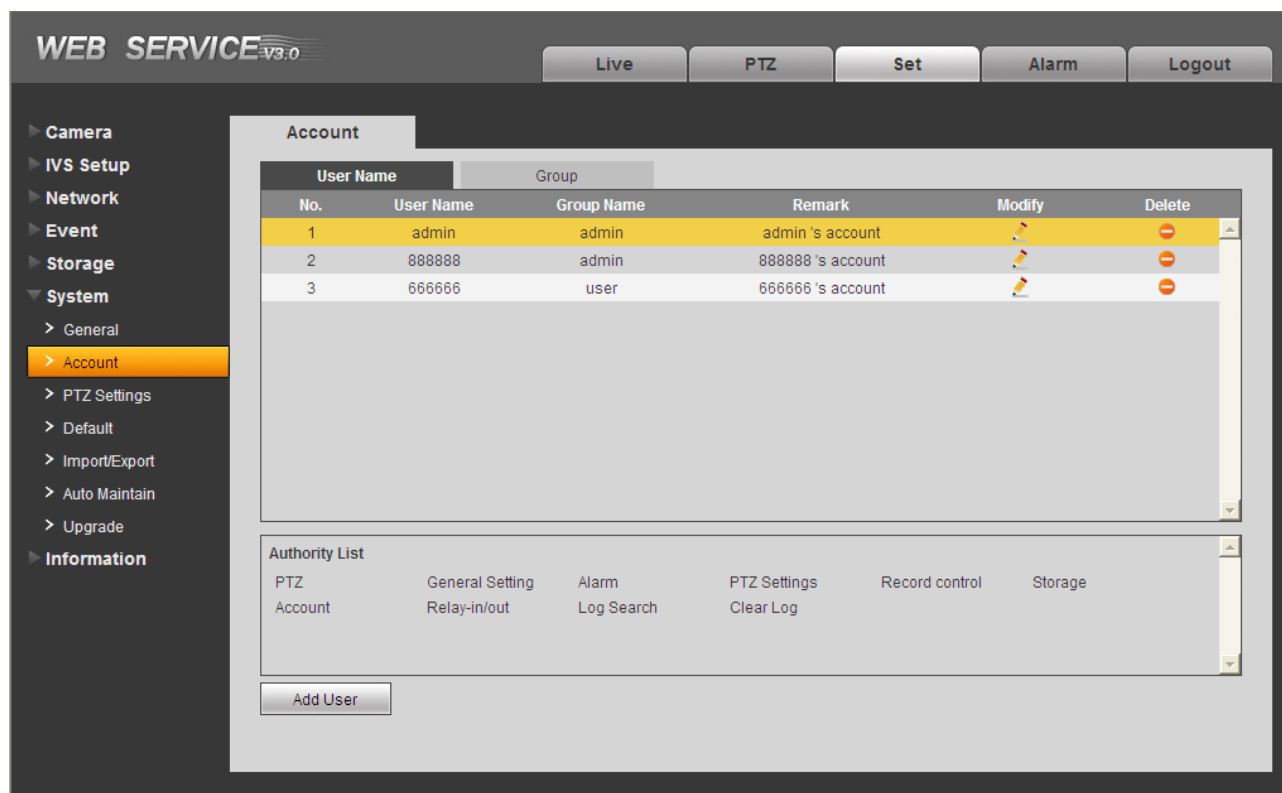 WEB SERVICE V3.0
Live PTZ Set Alarm Logout
Camera
IVS Setup
Network
Event
Storage
System
General
Account
PTZ Settings
Default
Import/Export
Auto Maintain
Upgrade
Information
Account
User Name Group
No. User Name Group Name Remark Modify Delete
1 admin admin admin 's account
2 888888 admin 888888 's account
3 666666 user 666666 's account
Authority List
PTZ General Setting Alarm PTZ Settings Record control Storage
Account Relay-in/out Log Search Clear Log
Add User